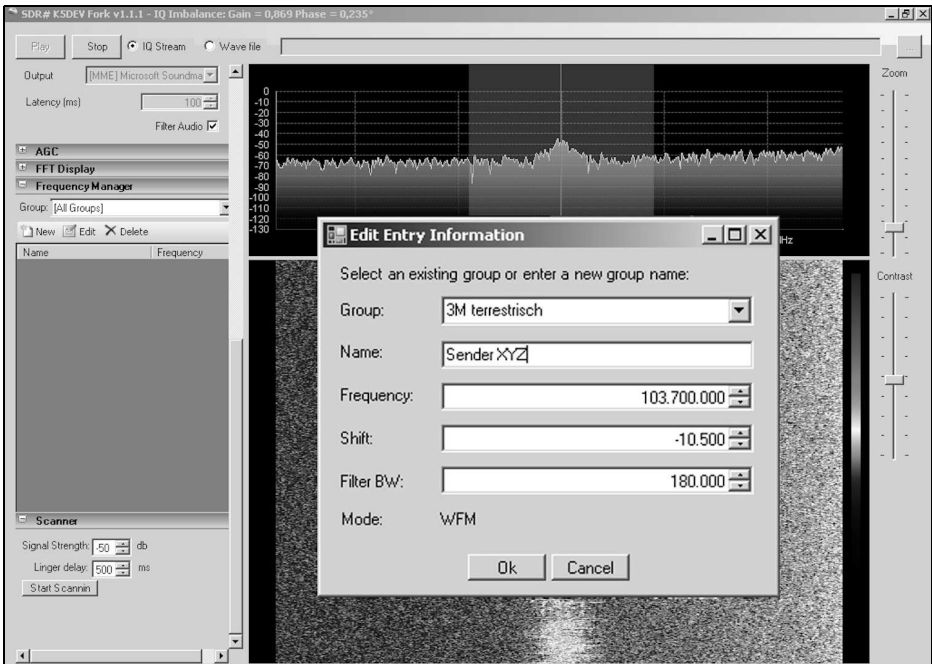 SDR# K5DEV Fork v1.1.1 - IQ Imbalance: Gain = 0,869 Phase = 0,235°
Play Stop IQ Stream Wave file ...
Output [MME] Microsoft Soundma
Latency (ms) 100
Filter Audio
AGC
FFT Display
Frequency Manager
Group: [All Groups]
New Edit Delete
Name Frequency
Scanner
Signal Strength: -50 db
Linger delay: 500 ms
Start Scannin
0
-10
-20
-30
-40
-50
-60
-70
-80
-90
-100
-110
-120
-130
Hz
Edit Entry Information
Select an existing group or enter a new group name:
Group: 3M terrestrisch
Name: Sender XYZ
Frequency: 103.700.000
Shift: -10.500
Filter BW: 180.000
Mode: WFM
Ok Cancel
Zoom
Contrast